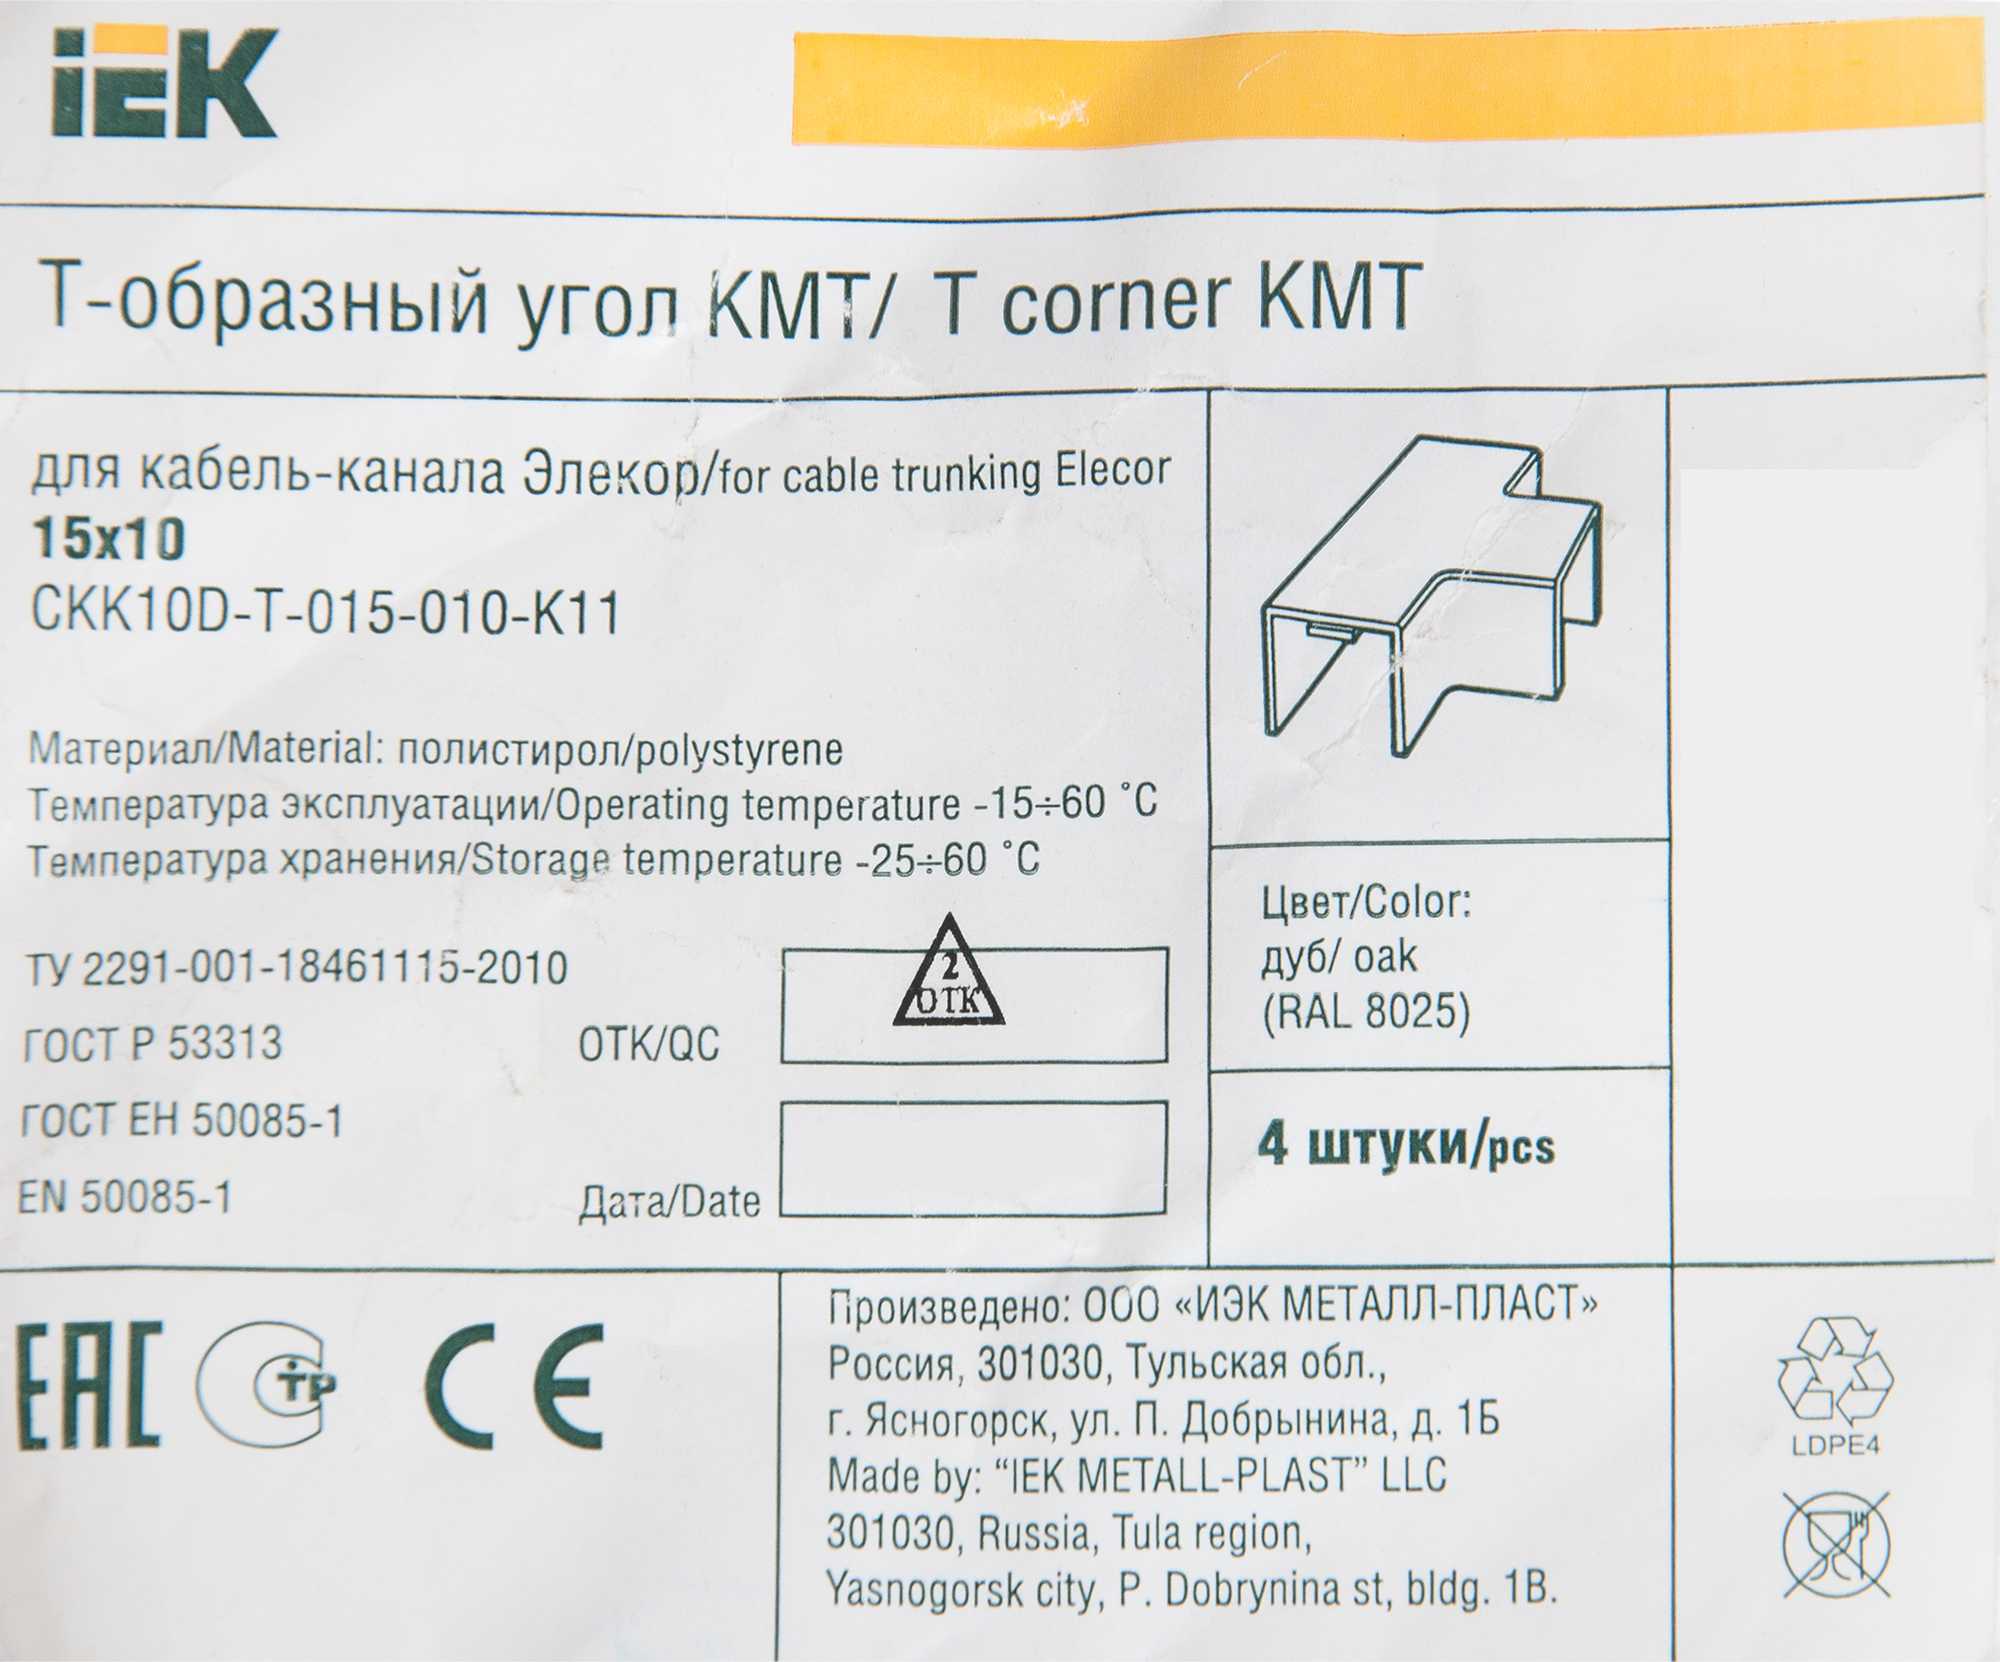 IEK
Т-образный угол КМТ/ T corner KMT
для кабель-канала Элекор/for cable trunking Elecor
15x10
CKK10D-T-015-010-K11
Материал/Material: полистирол/polystyrene
Температура эксплуатации/Operating temperature -15÷60 °C
Температура хранения/Storage temperature -25÷60 °C
ТУ 2291-001-18461115-2010
ГОСТ Р 53313
ОТК/QC
2
ОТК
ГОСТ ЕН 50085-1
EN 50085-1
Дата/Date
Цвет/Color:
дуб/ oak
(RAL 8025)
4 штуки/pcs
EAC
ТР
CE
Произведено: ООО «ИЭК МЕТАЛЛ-ПЛАСТ»
Россия, 301030, Тульская обл.,
г. Ясногорск, ул. П. Добрынина, д. 1Б
Made by: “IEK METALL-PLAST” LLC
301030, Russia, Tula region,
Yasnogorsk city, P. Dobrynina st, bldg. 1B.
LDPE4